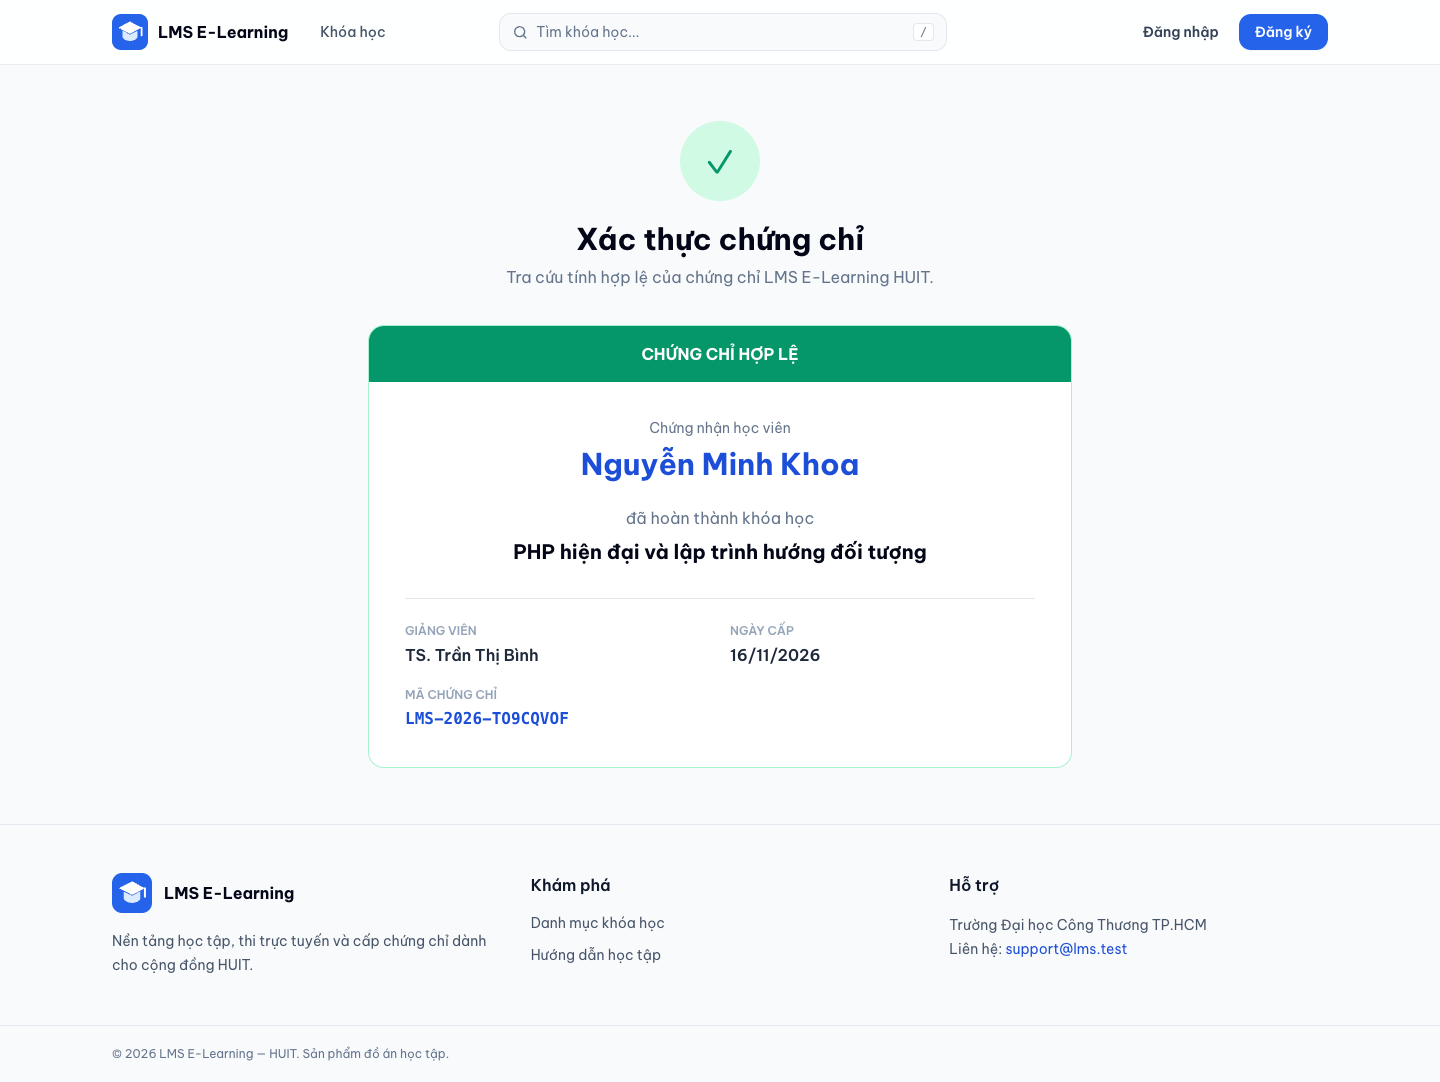 LMS E-Learning
Khóa học
Tìm khóa học...
/
Đăng nhập
Đăng ký
Xác thực chứng chỉ
Tra cứu tính hợp lệ của chứng chỉ LMS E-Learning HUIT.
CHỨNG CHỈ HỢP LỆ
Chứng nhận học viên
Nguyễn Minh Khoa
đã hoàn thành khóa học
PHP hiện đại và lập trình hướng đối tượng
GIẢNG VIÊN
TS. Trần Thị Bình
NGÀY CẤP
16/11/2026
MÃ CHỨNG CHỈ
LMS-2026-TO9CQVOF
LMS E-Learning
Nền tảng học tập, thi trực tuyến và cấp chứng chỉ dành
cho cộng đồng HUIT.
Khám phá
Danh mục khóa học
Hướng dẫn học tập
Hỗ trợ
Trường Đại học Công Thương TP.HCM
Liên hệ: support@lms.test
© 2026 LMS E-Learning — HUIT. Sản phẩm đồ án học tập.